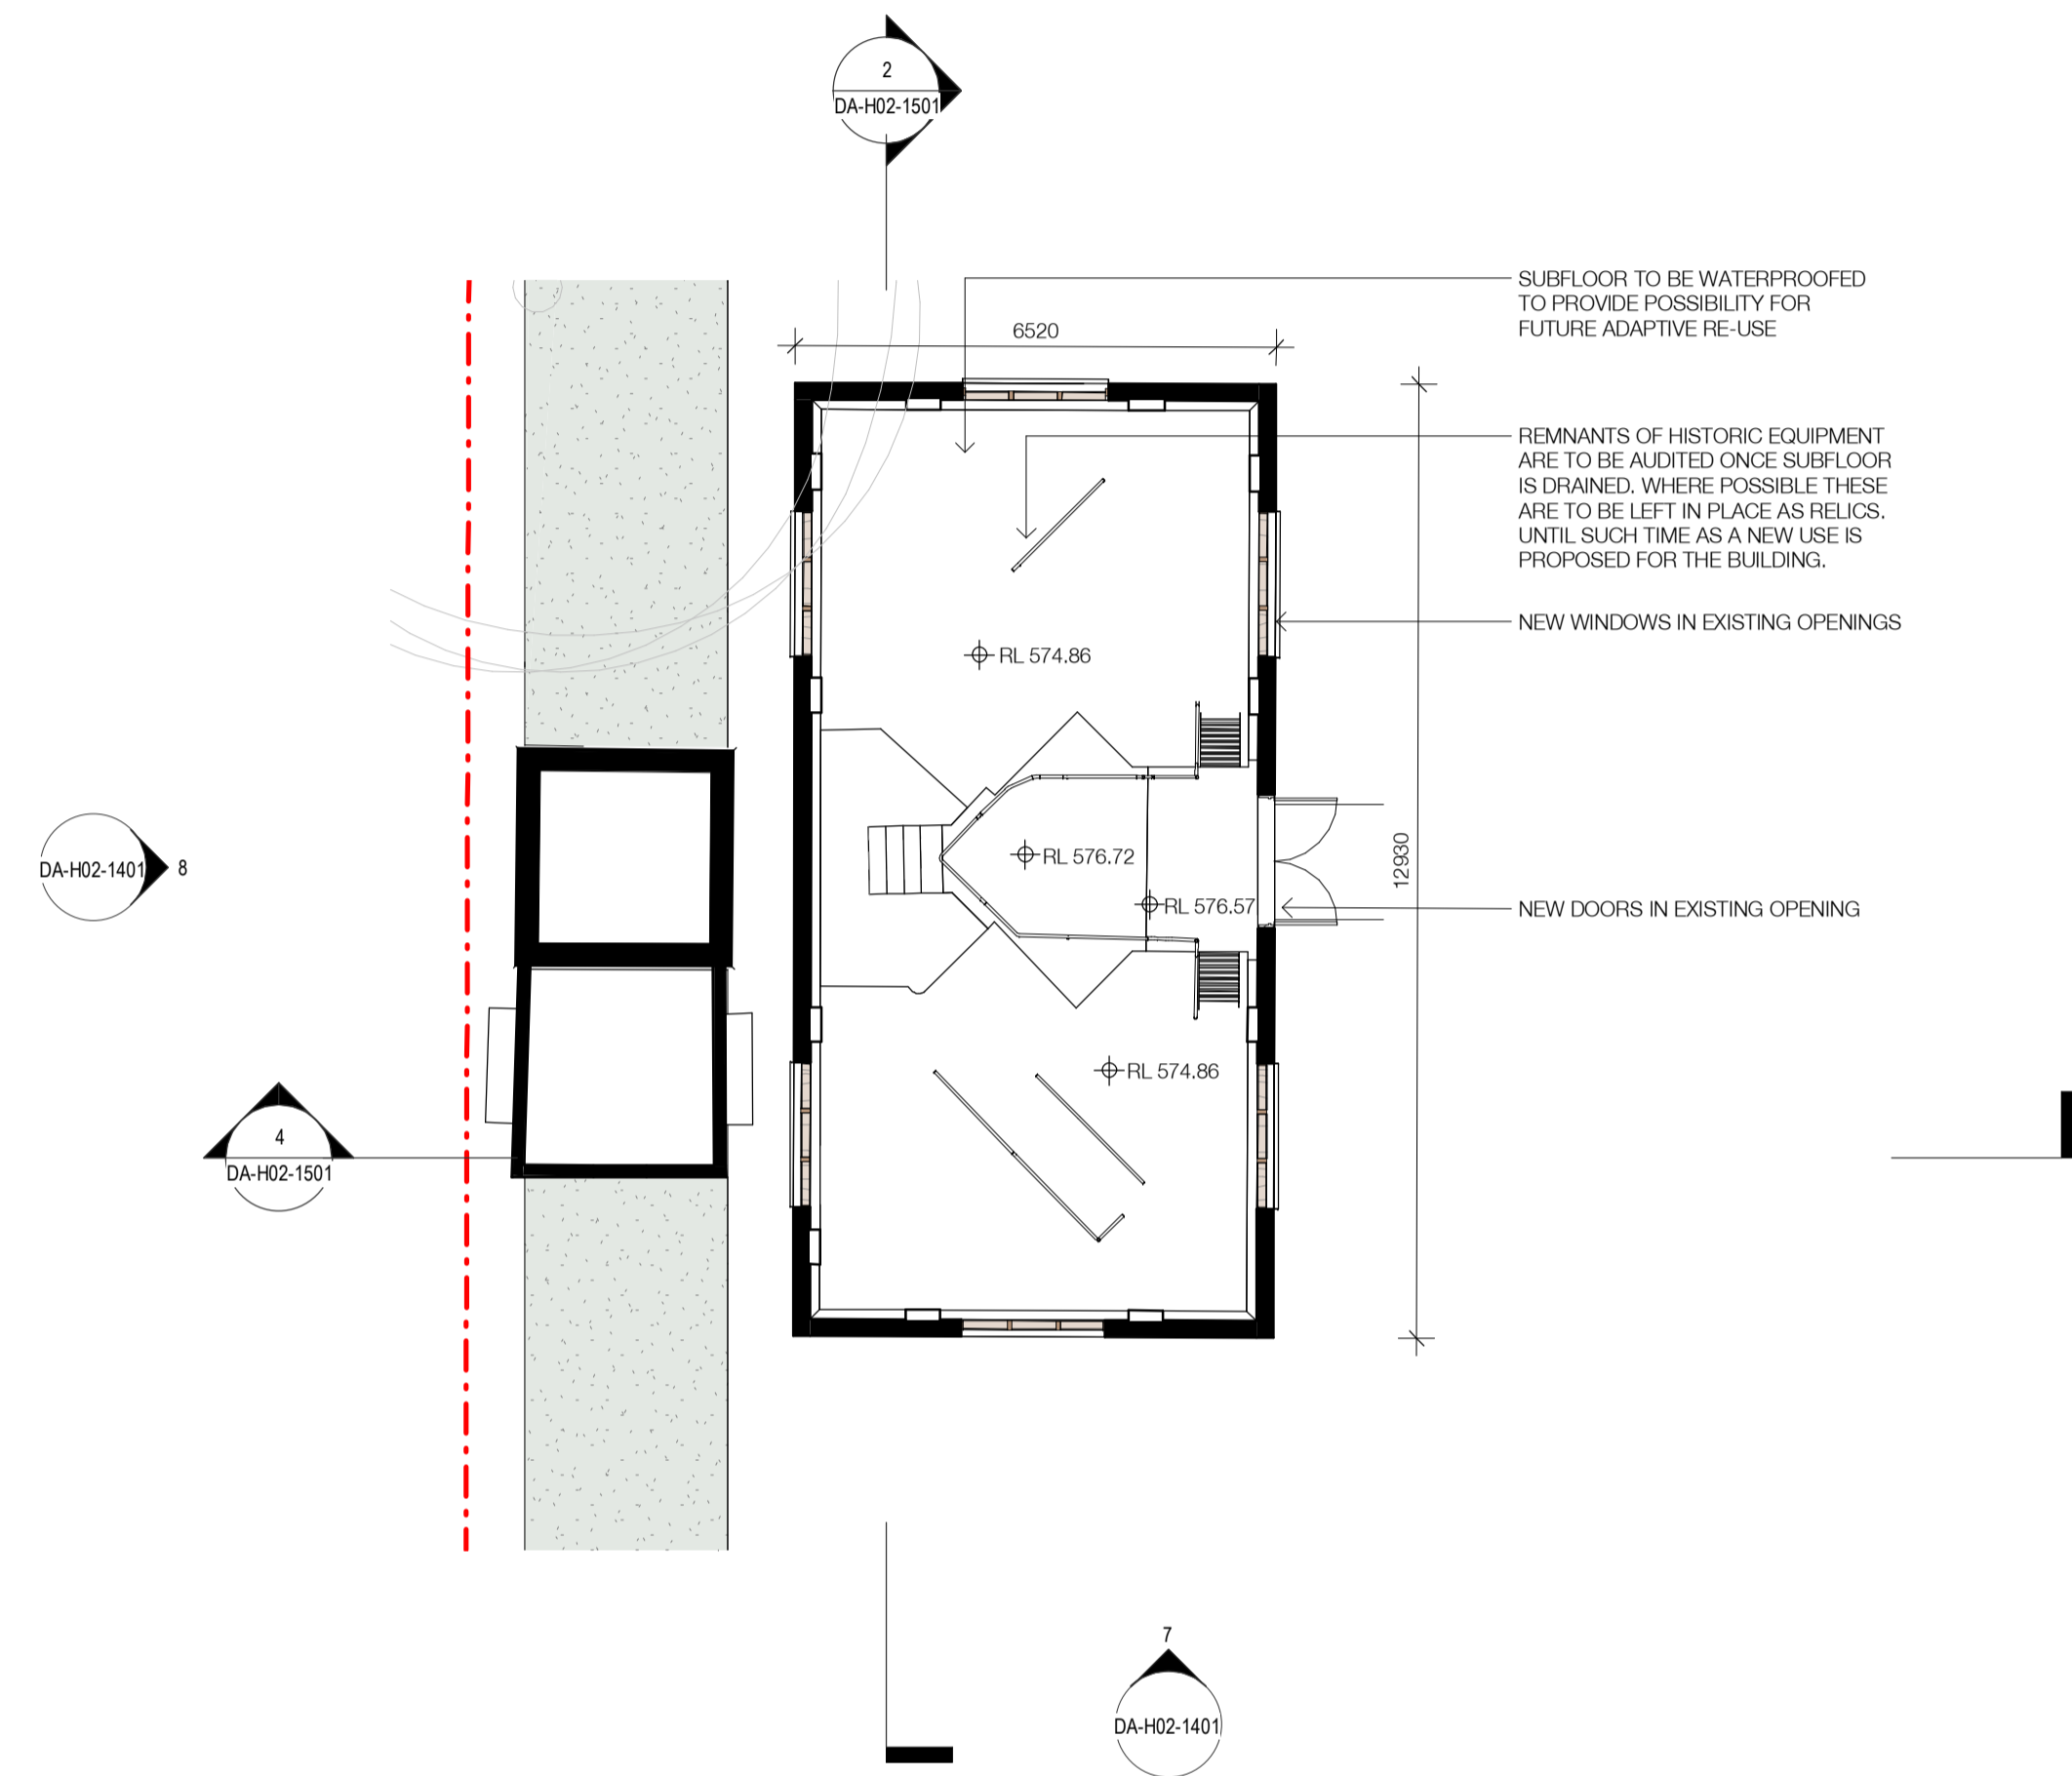 2
DA-H02-1501
SUBFLOOR TO BE WATERPROOFED
TO PROVIDE POSSIBILITY FOR
FUTURE ADAPTIVE RE-USE
6520
REMNANTS OF HISTORIC EQUIPMENT
ARE TO BE AUDITED ONCE SUBFLOOR
IS DRAINED. WHERE POSSIBLE THESE
ARE TO BE LEFT IN PLACE AS RELICS.
UNTIL SUCH TIME AS A NEW USE IS
PROPOSED FOR THE BUILDING.
NEW WINDOWS IN EXISTING OPENINGS
RL 574.86
RL 576.72
12930
DA-H02-1401
8
RL 576.57
NEW DOORS IN EXISTING OPENING
RL 574.86
4
DA-H02-1501
7
DA-H02-1401